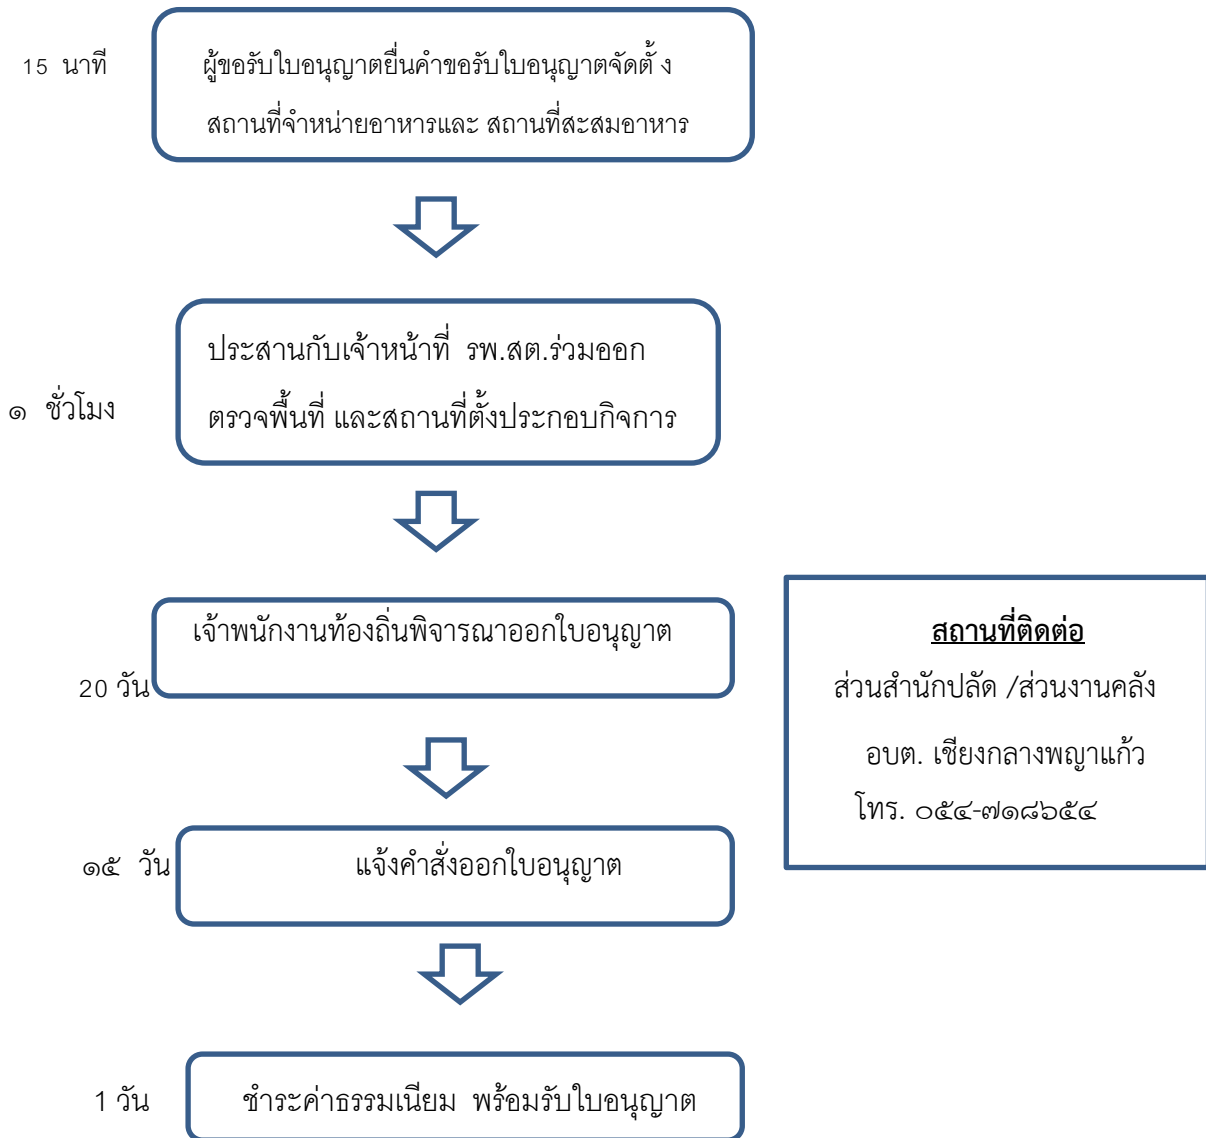 15 นาที
ผู้ขอรับใบอนุญาตยื่นคำขอรับใบอนุญาตจัดตั้ ง
สถานที่จำหน่ายอาหารและ สถานที่สะสมอาหาร
๑ ชั่วโมง
ประสานกับเจ้าหน้าที่ รพ.สต.ร่วมออก
ตรวจพื้นที่ และสถานที่ตั้งประกอบกิจการ
20 วัน
เจ้าพนักงานท้องถิ่นพิจารณาออกใบอนุญาต
๑๕ วัน
แจ้งคำสั่งออกใบอนุญาต
1 วัน
ชำระค่าธรรมเนียม พร้อมรับใบอนุญาต
สถานที่ติดต่อ
ส่วนสำนักปลัด /ส่วนงานคลัง
อบต. เชียงกลางพญาแก้ว
โทร. ๐๕๔-๗๑๘๖๕๔